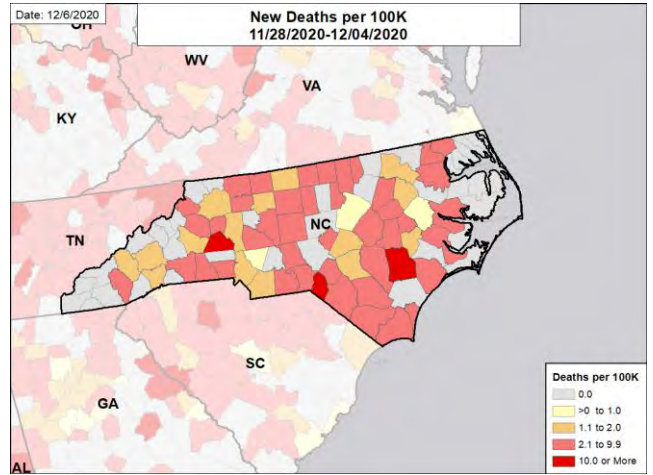 Date: 12/6/2020
New Deaths per 100K
11/28/2020-12/04/2020
OH
WV
VA
KY
NC
TN
SC
GA
AL
Deaths per 100K
0.0
>0 to 1.0
1.1 to 2.0
2.1 to 9.9
10.0 or More